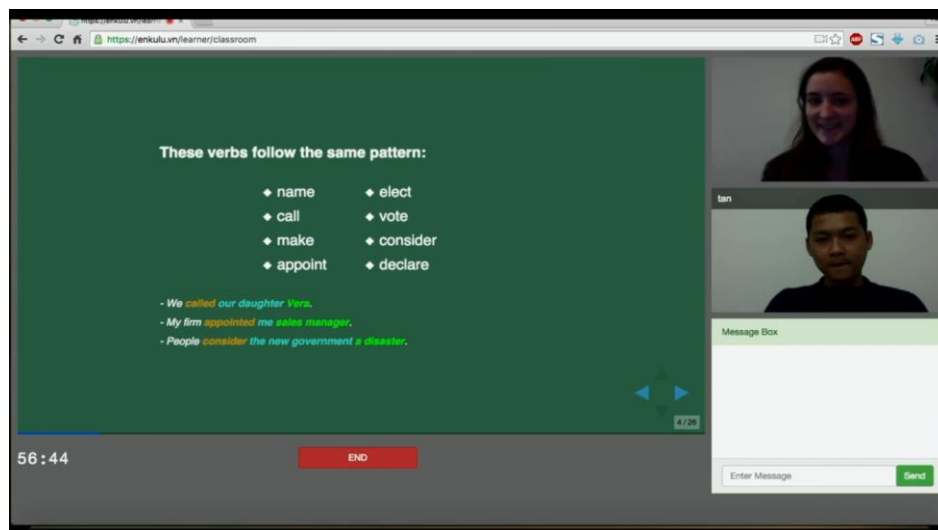 https://enkulu.vn/learner/classroom
These verbs follow the same pattern:
◆ name ◆ elect
◆ call ◆ vote
◆ make ◆ consider
◆ appoint ◆ declare
- We called our daughter Vera.
- My firm appointed me sales manager.
- People consider the new government a disaster.
4 / 26
56:44
END
tan
Message Box
Enter Message
Send